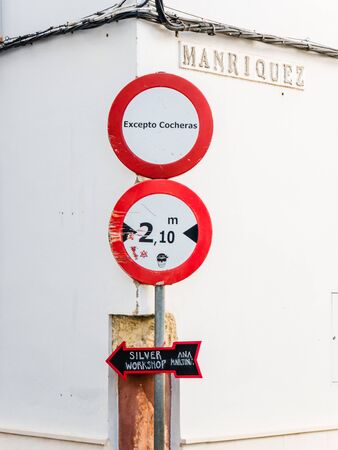 MANRIQUEZ
Excepto Cocheras
2,10 m
SILVER
WORKSHOP
ANA
MARTIN